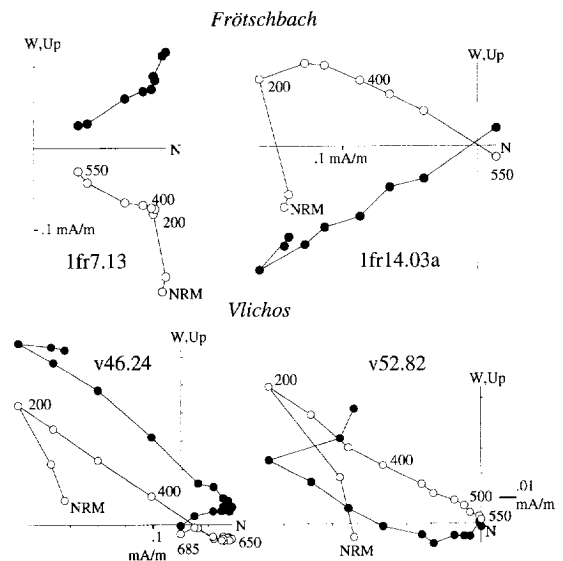 Frötschbach
W,Up
N
550
400
200
- .1 mA/m
1fr7.13
NRM
W,Up
200
400
N
.1 mA/m
550
NRM
1fr14.03a
Vlichos
W,Up
v46.24
200
400
NRM
N
.1
mA/m
685
650
W,Up
v52.82
200
400
500
.01
mA/m
550
N
NRM